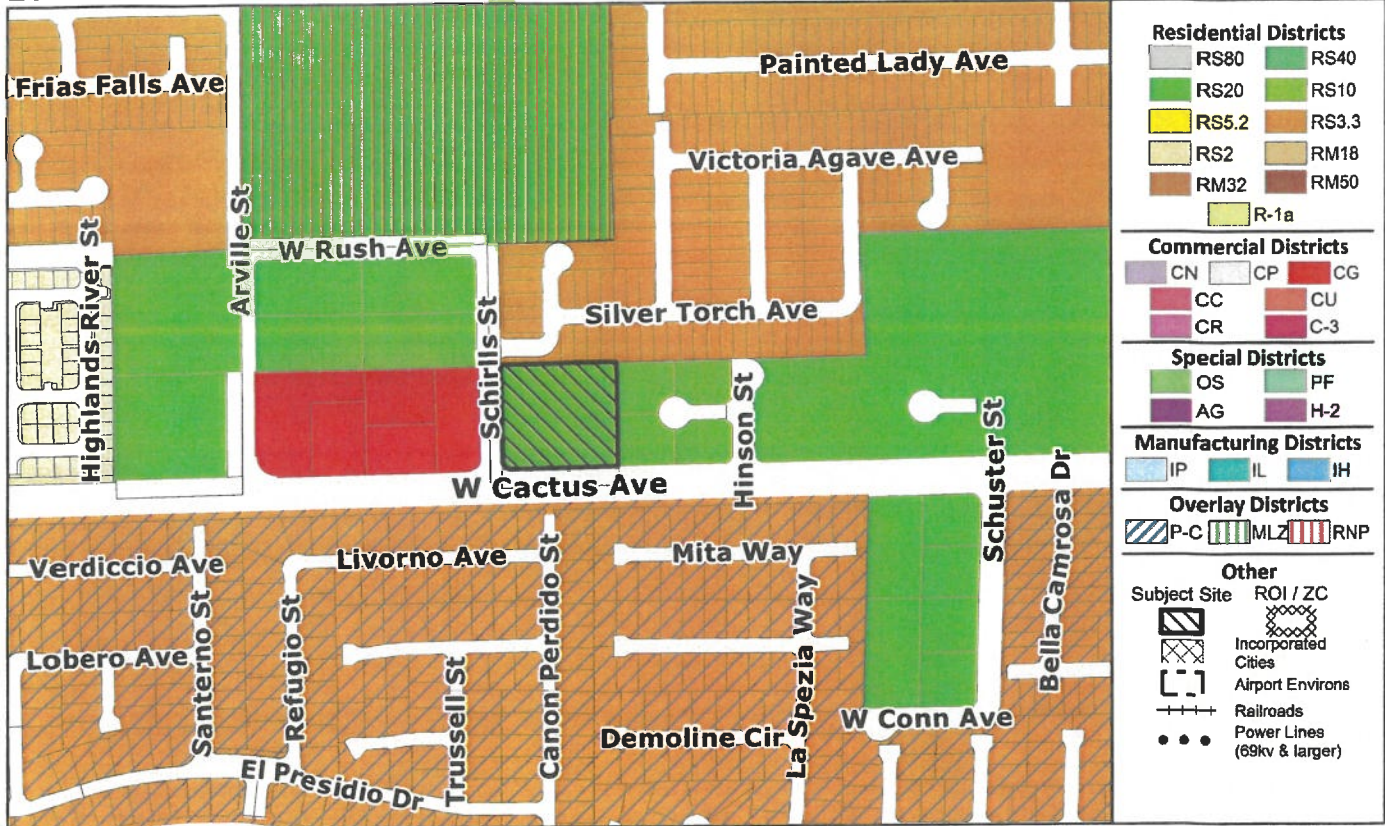 Frias Falls Ave
Painted Lady Ave
Victoria Agave Ave
Arville St
W Rush Ave
Highlands River St
Schirlls St
Silver Torch Ave
Hinson St
Schuster St
W Cactus Ave
Bella Camrosa Dr
Verdiccio Ave
Livorno Ave
Mita Way
Santerno St
Refugio St
Canon Perdido St
La Spezia Way
Lobero Ave
Trussell St
W Conn Ave
Demoline Cir
El Presidio Dr
Residential Districts
RS80 RS40
RS20 RS10
RS5.2 RS3.3
RS2 RM18
RM32 RM50
R-1a
Commercial Districts
CN CP CG
CC CU
CR C-3
Special Districts
OS PF
AG H-2
Manufacturing Districts
IP IL IH
Overlay Districts
P-C MLZ RNP
Other
Subject Site ROI / ZC
Incorporated
Cities
Airport Environs
Railroads
Power Lines
(69kv & larger)